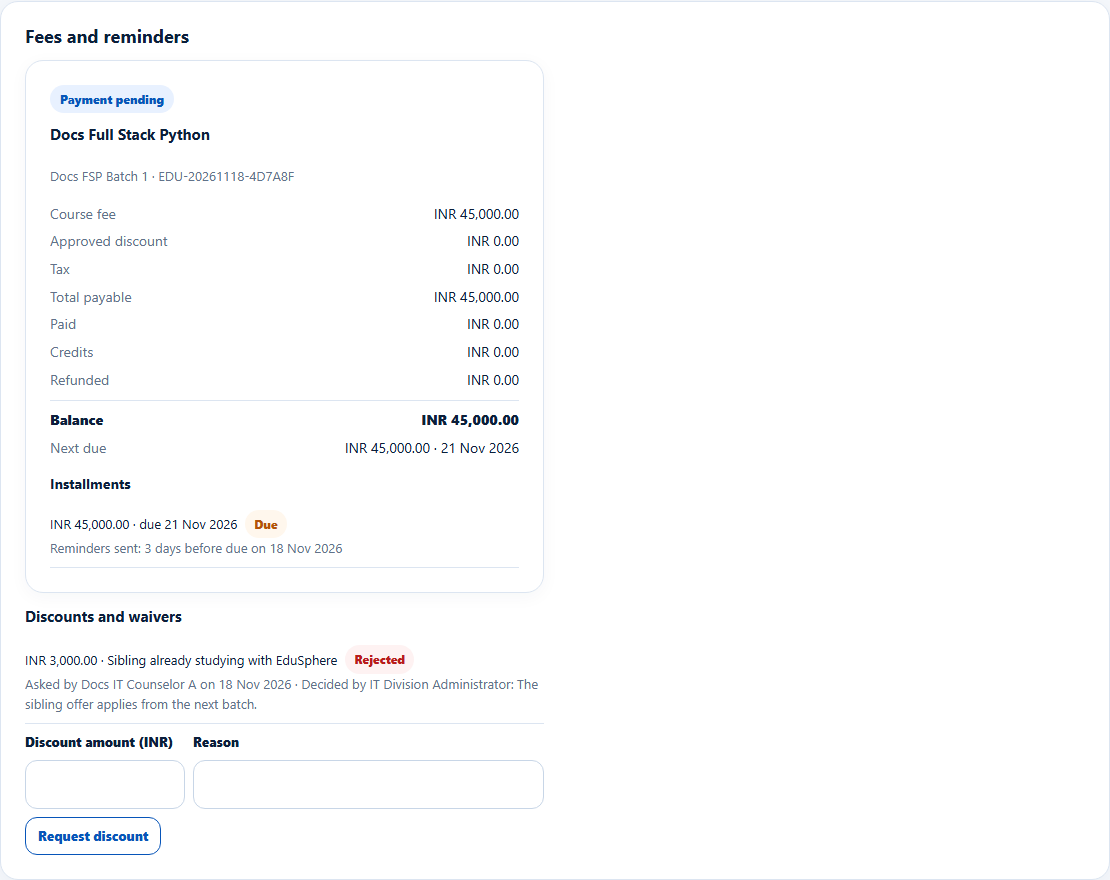 Fees and reminders
Payment pending
Docs Full Stack Python
Docs FSP Batch 1 · EDU-20261118-4D7A8F
Course fee INR 45,000.00
Approved discount INR 0.00
Tax INR 0.00
Total payable INR 45,000.00
Paid INR 0.00
Credits INR 0.00
Refunded INR 0.00
Balance INR 45,000.00
Next due INR 45,000.00 · 21 Nov 2026
Installments
INR 45,000.00 · due 21 Nov 2026 Due
Reminders sent: 3 days before due on 18 Nov 2026
Discounts and waivers
INR 3,000.00 · Sibling already studying with EduSphere Rejected
Asked by Docs IT Counselor A on 18 Nov 2026 · Decided by IT Division Administrator: The
sibling offer applies from the next batch.
Discount amount (INR) Reason
Request discount